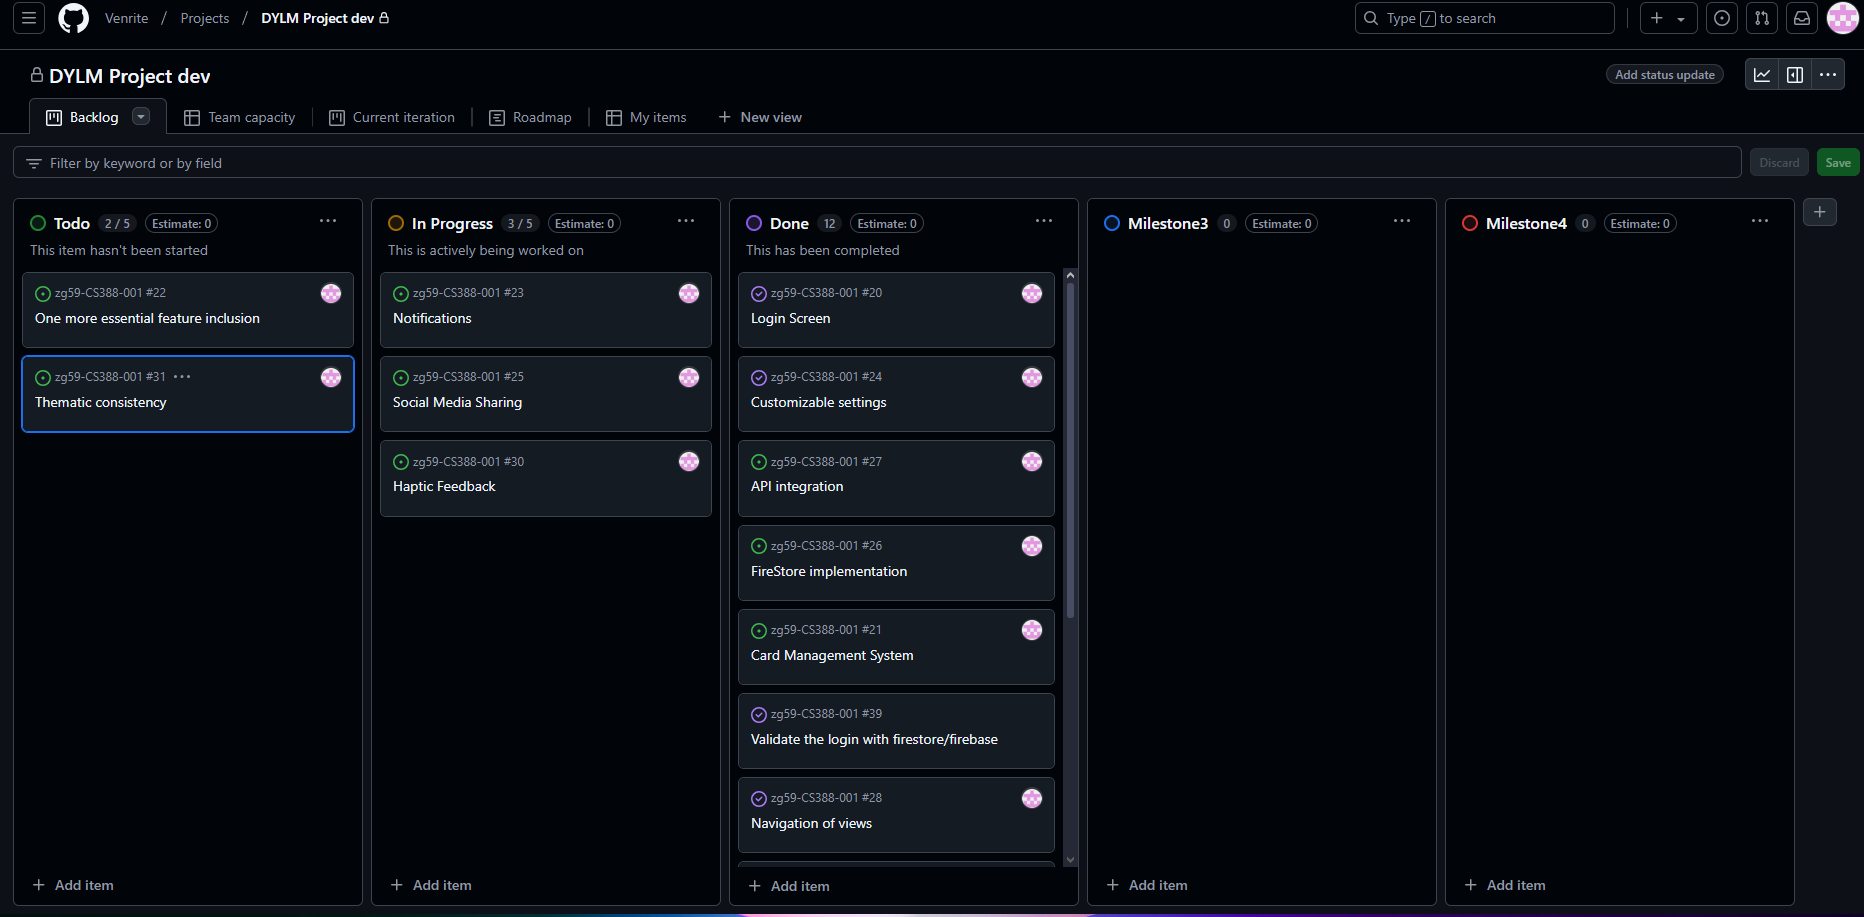 Venrite / Projects / DYLM Project dev
Type / to search
DYLM Project dev
Add status update
Backlog
Team capacity
Current iteration
Roadmap
My items
New view
Filter by keyword or by field
Discard
Save
Todo 2 / 5 Estimate: 0
This item hasn't been started
zg59-CS388-001 #22
One more essential feature inclusion
zg59-CS388-001 #31
Thematic consistency
Add item
In Progress 3 / 5 Estimate: 0
This is actively being worked on
zg59-CS388-001 #23
Notifications
zg59-CS388-001 #25
Social Media Sharing
zg59-CS388-001 #30
Haptic Feedback
Add item
Done 12 Estimate: 0
This has been completed
zg59-CS388-001 #20
Login Screen
zg59-CS388-001 #24
Customizable settings
zg59-CS388-001 #27
API integration
zg59-CS388-001 #26
FireStore implementation
zg59-CS388-001 #21
Card Management System
zg59-CS388-001 #39
Validate the login with firestore/firebase
zg59-CS388-001 #28
Navigation of views
Add item
Milestone3 0 Estimate: 0
Add item
Milestone4 0 Estimate: 0
Add item